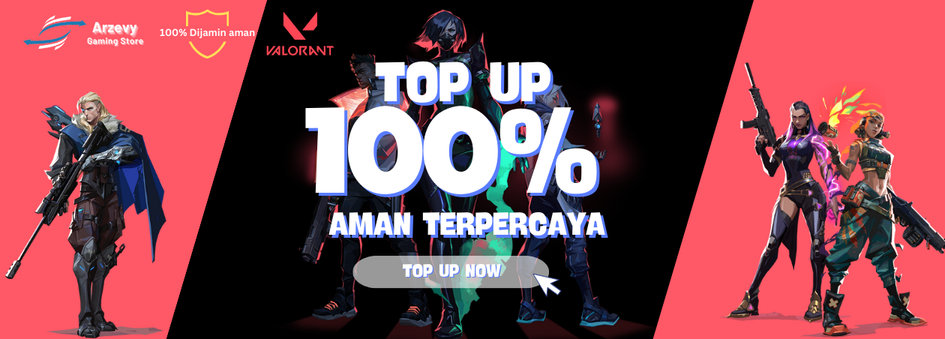 Arzevy
Gaming Store
100% Dijamin aman
VALORANT
TOP UP
100%
AMAN TERPERCAYA
TOP UP NOW